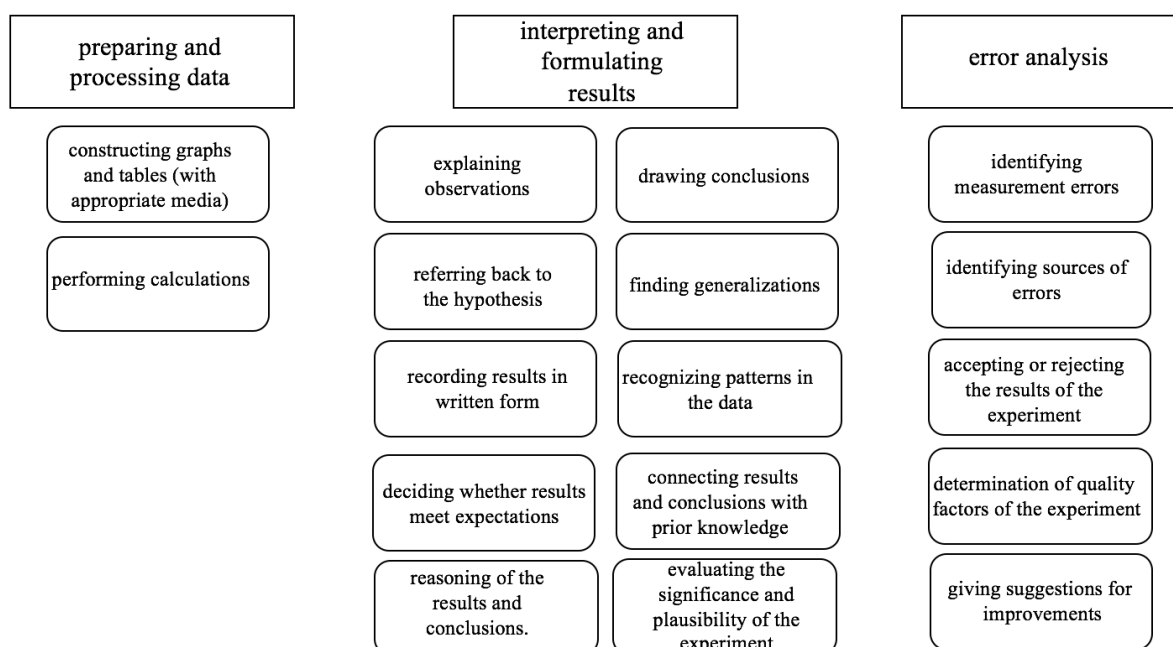 preparing and
processing data
constructing graphs
and tables (with
appropriate media)
performing calculations
interpreting and
formulating
results
explaining
observations
drawing conclusions
referring back to
the hypothesis
finding generalizations
recording results in
written form
recognizing patterns in
the data
deciding whether results
meet expectations
connecting results
and conclusions with
prior knowledge
reasoning of the
results and
conclusions.
evaluating the
significance and
plausibility of the
experiment
error analysis
identifying
measurement errors
identifying sources of
errors
accepting or rejecting
the results of the
experiment
determination of quality
factors of the experiment
giving suggestions for
improvements